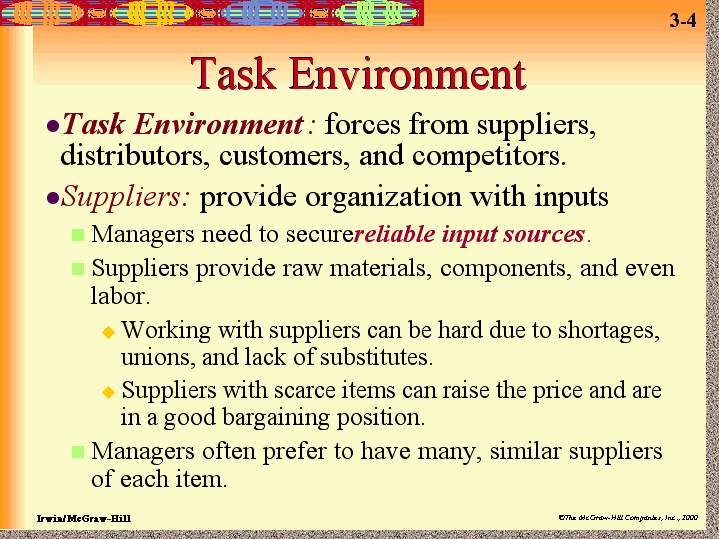 3-4
Task Environment
Task Environment : forces from suppliers,
distributors, customers, and competitors.
Suppliers: provide organization with inputs
Managers need to securereliable input sources.
Suppliers provide raw materials, components, and even
labor.
Working with suppliers can be hard due to shortages,
unions, and lack of substitutes.
Suppliers with scarce items can raise the price and are
in a good bargaining position.
Managers often prefer to have many, similar suppliers
of each item.
Irwin/McGraw-Hill
©The McGraw-Hill Companies, Inc., 2000